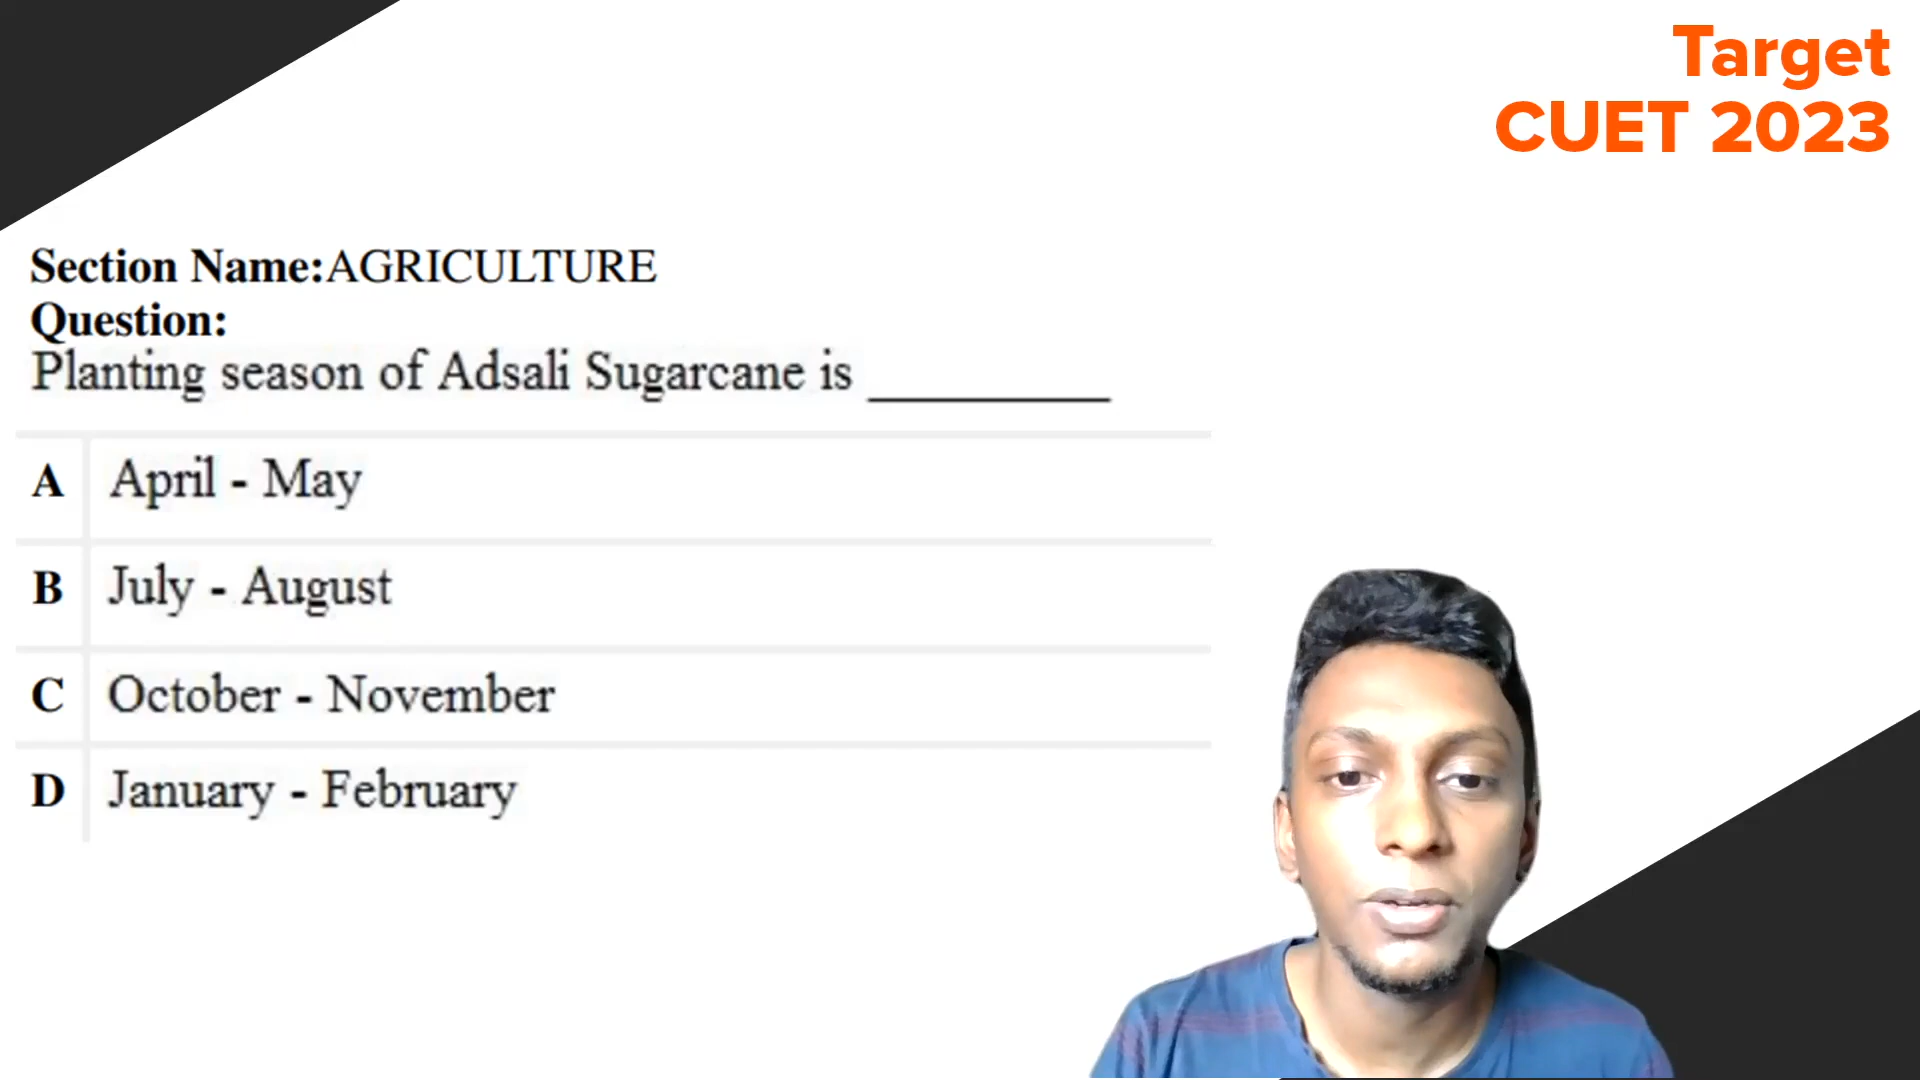 Target
CUET 2023
Section Name:AGRICULTURE
Question:
Planting season of Adsali Sugarcane is __________
A April - May
B July - August
C October - November
D January - February